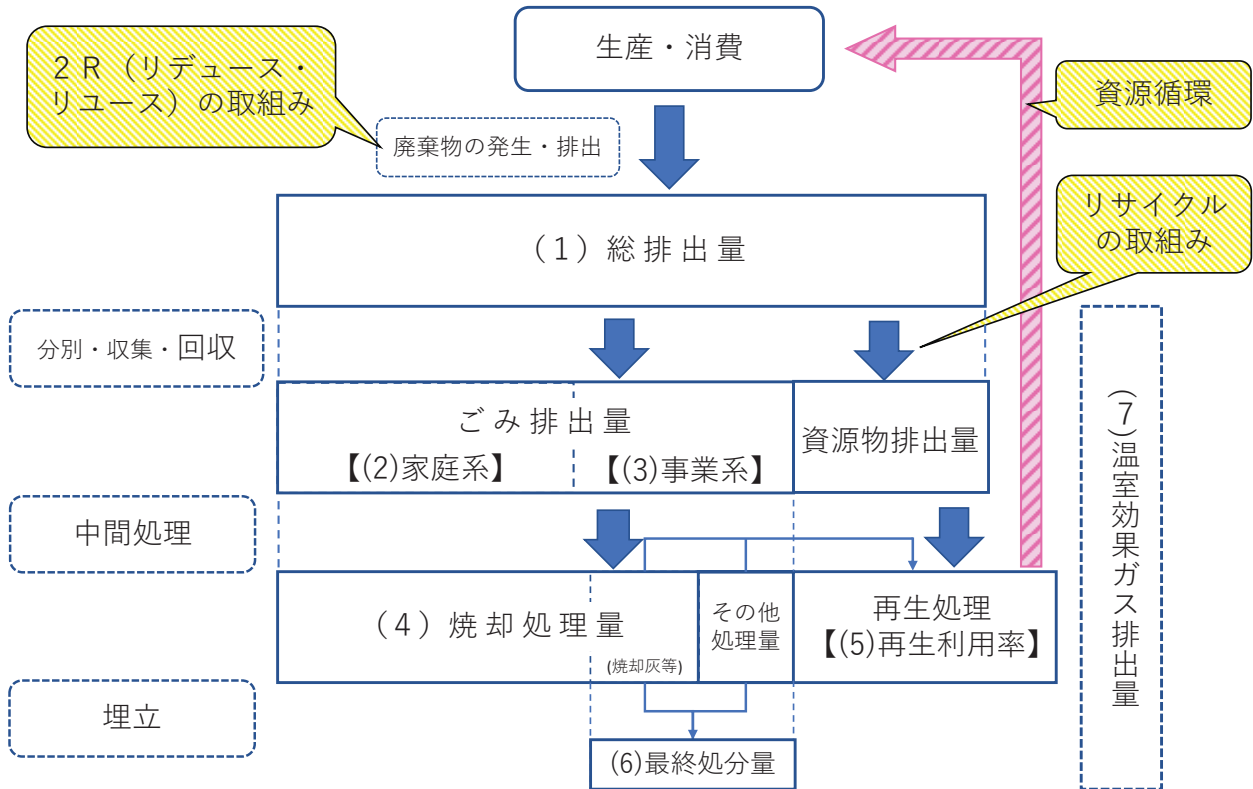 生産・消費
２Ｒ（リデュース・
リユース）の取組み
資源循環
廃棄物の発生・排出
リサイクル
の取組み
（１）総排出量
分別・収集・回収
ごみ排出量
【(2)家庭系】
【(3)事業系】
資源物排出量
(7)温室効果ガス排出量
中間処理
（４）焼却処理量
(焼却灰等)
その他
処理量
再生処理
【(5)再生利用率】
埋立
(6)最終処分量